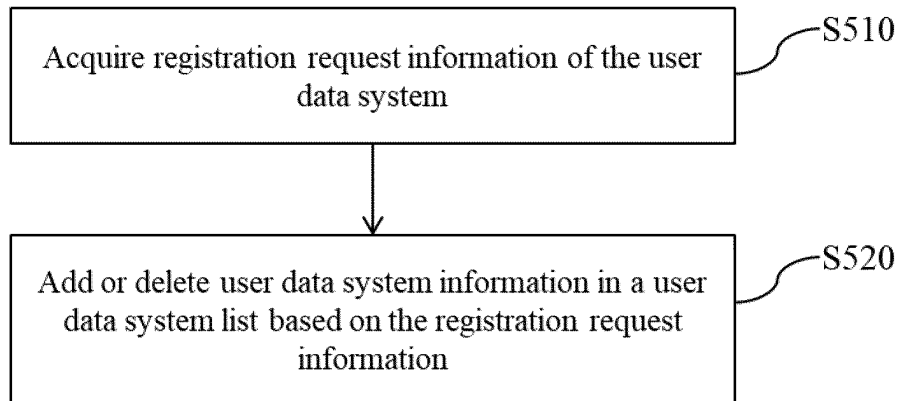 Acquire registration request information of the user
data system
S510
Add or delete user data system information in a user
data system list based on the registration request
information
S520